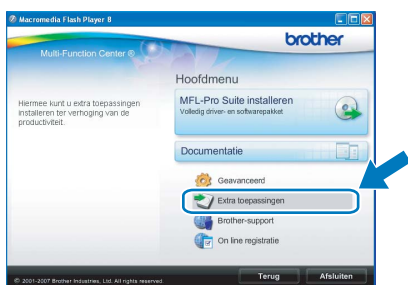 Macromedia Flash Player 8
brother
Multi-Function Center ®
Hoofdmenu
Hiermee kunt u extra toepassingen
installeren ter verhoging van de
productiviteit.
MFL-Pro Suite installeren
Volledig driver- en softwarepakket
Documentatie
Geavanceerd
Extra toepassingen
Brother-support
On line registratie
© 2001-2007 Brother Industries, Ltd. All rights reserved
Terug
Afsluiten